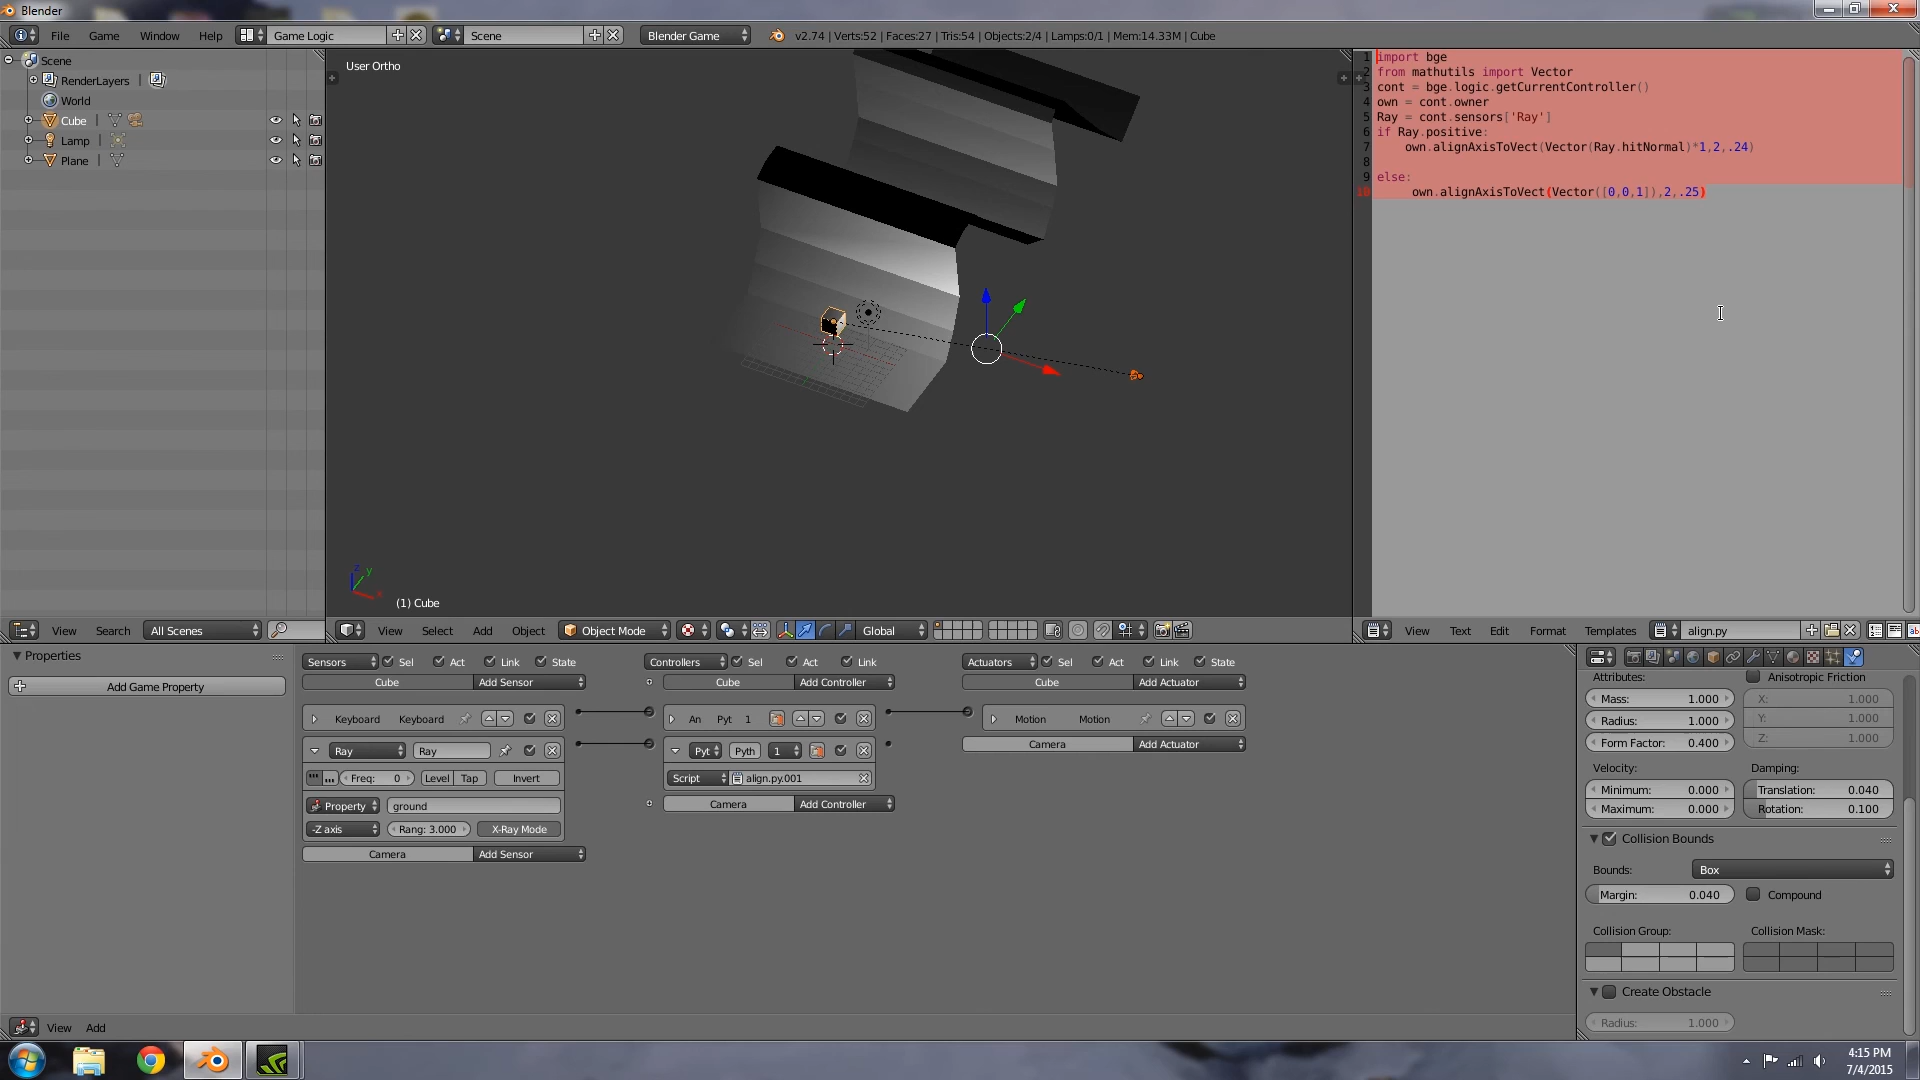 Blender
File Game Window Help Game Logic Scene Blender Game v2.74 | Verts:52 | Faces:27 | Tris:54 | Objects:2/4 | Lamps:0/1 | Mem:14.33M | Cube
Scene
RenderLayers |
World
Cube |
Lamp |
Plane |
User Ortho
z y x
(1) Cube
1 import bge
2 from mathutils import Vector
3 cont = bge.logic.getCurrentController()
4 own = cont.owner
5 Ray = cont.sensors['Ray']
6 if Ray.positive:
7 own.alignAxisToVect(Vector(Ray.hitNormal)*1,2,.24)
8
9 else:
10 own.alignAxisToVect(Vector([0,0,1]),2,.25)
View Search All Scenes
View Select Add Object Object Mode Global
View Text Edit Format Templates align.py
Properties
Add Game Property
Sensors Sel Act Link State
Cube Add Sensor
Keyboard Keyboard
Ray Ray
Freq: 0 Level Tap Invert
Property ground
-Z axis Rang: 3.000 X-Ray Mode
Camera Add Sensor
Controllers Sel Act Link
Cube Add Controller
An Pyt 1
Pyt Pyth 1
Script align.py.001
Camera Add Controller
Actuators Sel Act Link State
Cube Add Actuator
Motion Motion
Camera Add Actuator
Attributes: Anisotropic Friction
Mass: 1.000 X: 1.000
Radius: 1.000 Y: 1.000
Form Factor: 0.400 Z: 1.000
Velocity: Damping:
Minimum: 0.000 Translation: 0.040
Maximum: 0.000 Rotation: 0.100
Collision Bounds
Bounds: Box
Margin: 0.040 Compound
Collision Group: Collision Mask:
Create Obstacle
Radius: 1.000
View Add
4:15 PM
7/4/2015